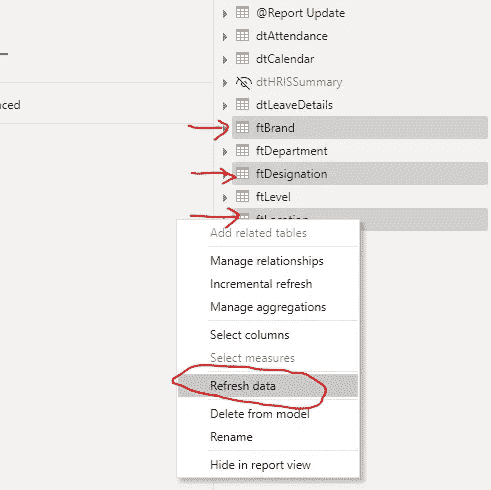 @Report Update
dtAttendance
dtCalendar
dtHRISSummary
nced
dtLeaveDetails
ftBrand
ftDepartment
ftDesignation
ftLevel
ftLocation
Add related tables
Manage relationships
Incremental refresh
Manage aggregations
Select columns
Select measures
Refresh data
Delete from model
Rename
Hide in report view